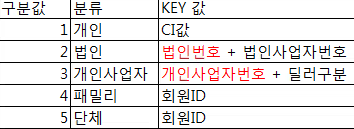 구분값 분류 KEY 값
1 개인 CI값
2 법인 법인번호 + 법인사업자번호
3 개인사업자 개인사업자번호 + 딜러구분
4 패밀리 회원ID
5 단체 회원ID